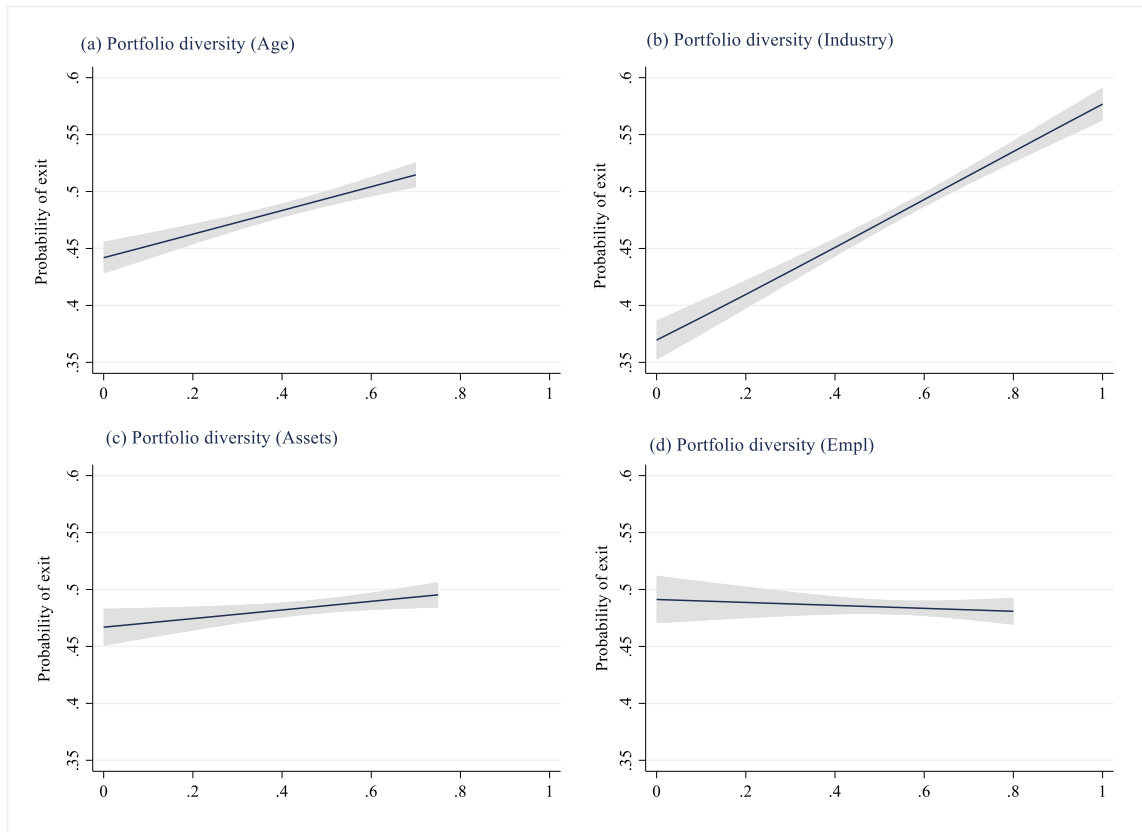 (a) Portfolio diversity (Age)
Probability of exit
.6
.55
.5
.45
.4
.35
0 .2 .4 .6 .8 1
(b) Portfolio diversity (Industry)
Probability of exit
.6
.55
.5
.45
.4
.35
0 .2 .4 .6 .8 1
(c) Portfolio diversity (Assets)
Probability of exit
.6
.55
.5
.45
.4
.35
0 .2 .4 .6 .8 1
(d) Portfolio diversity (Empl)
Probability of exit
.6
.55
.5
.45
.4
.35
0 .2 .4 .6 .8 1